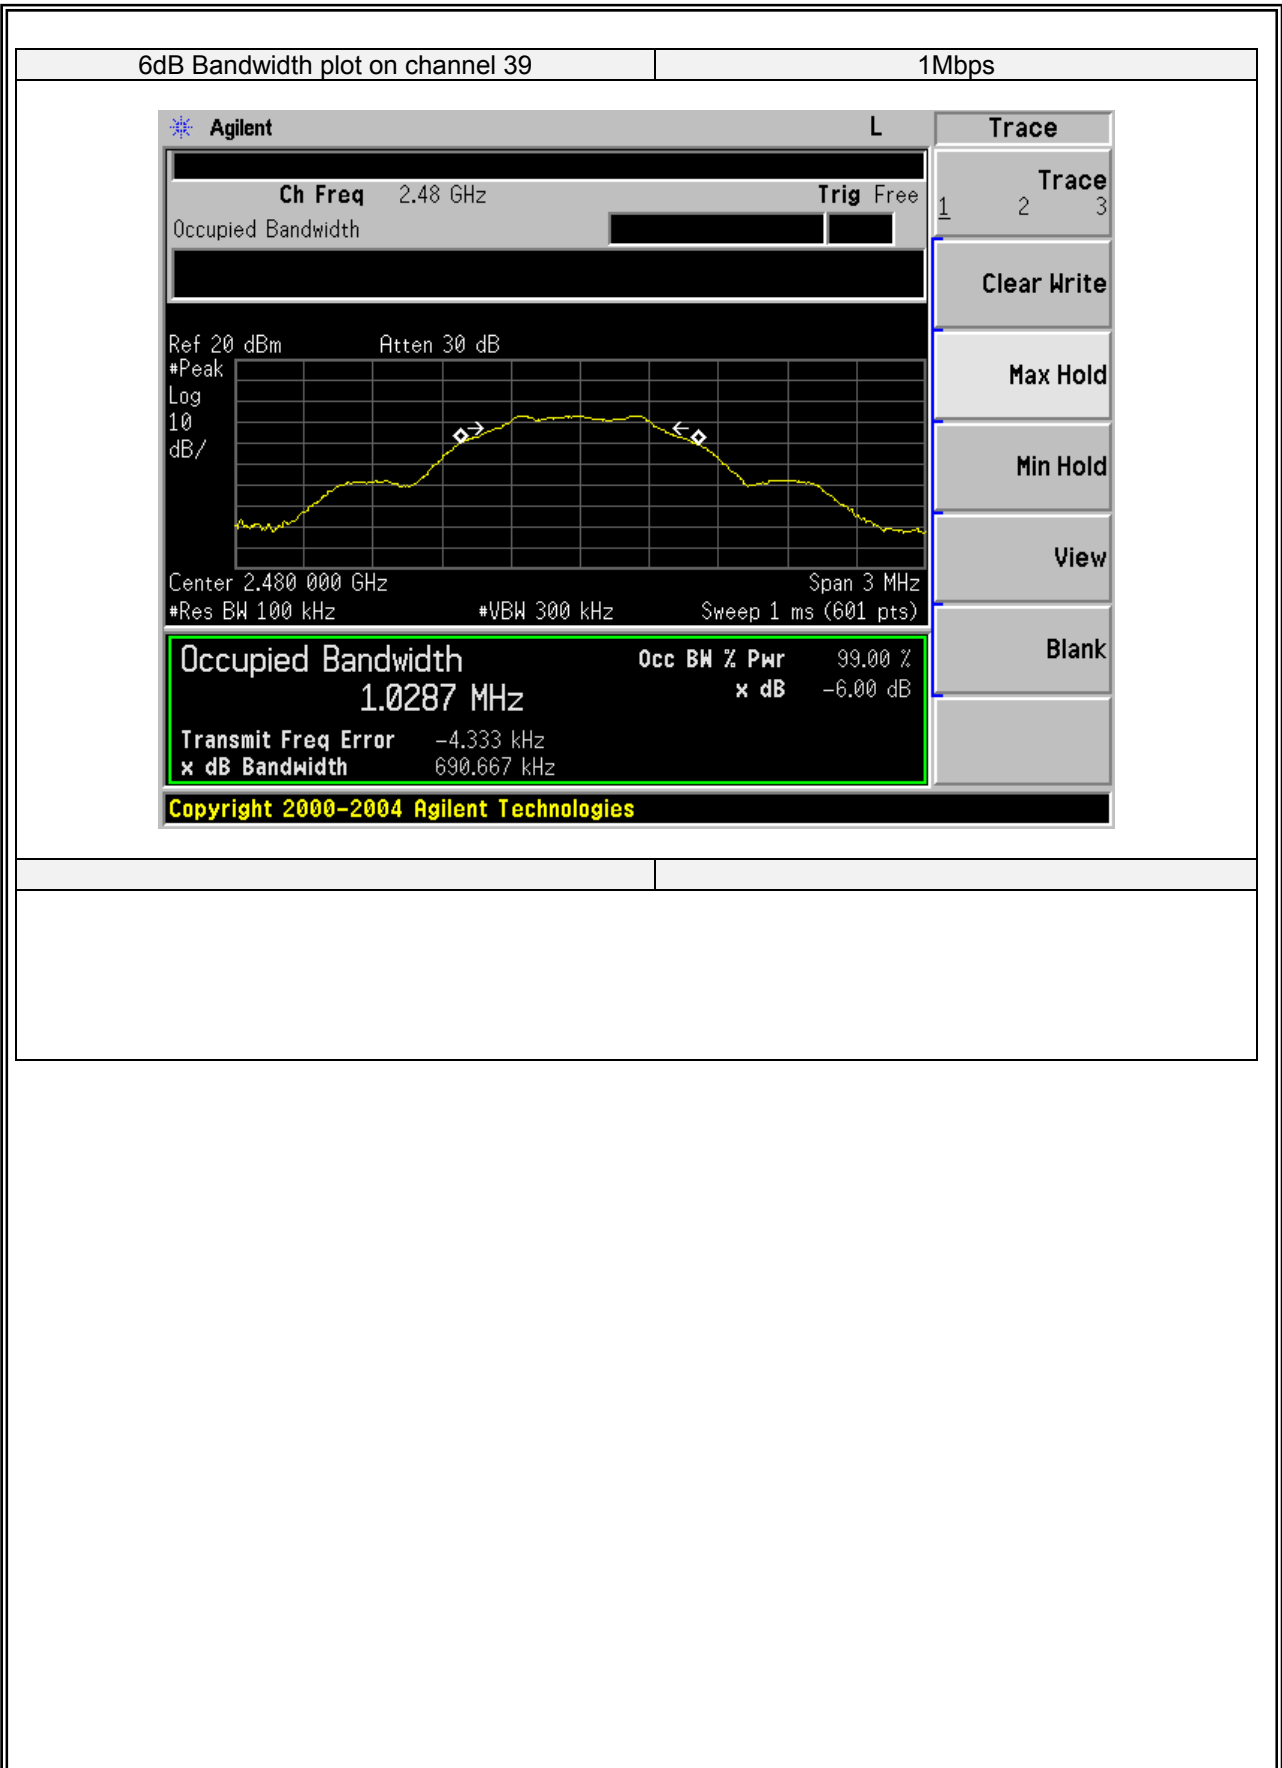 6dB Bandwidth plot on channel 39 1Mbps
Agilent L Trace
Ch Freq 2.48 GHz Trig Free
Occupied Bandwidth
Trace
1 2 3
Clear Write
Max Hold
Min Hold
View
Blank
Ref 20 dBm Atten 30 dB
#Peak
Log
10
dB/
Center 2.480 000 GHz Span 3 MHz
#Res BW 100 kHz #VBW 300 kHz Sweep 1 ms (601 pts)
Occupied Bandwidth Occ BW % Pwr 99.00 %
1.0287 MHz x dB -6.00 dB
Transmit Freq Error -4.333 kHz
x dB Bandwidth 690.667 kHz
Copyright 2000-2004 Agilent Technologies